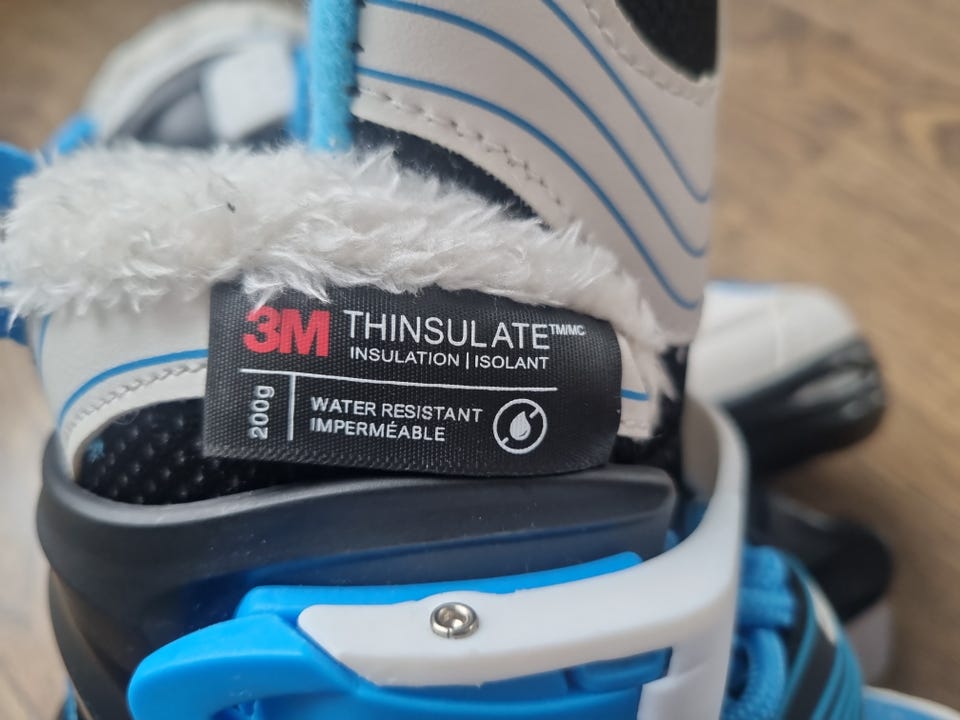 3M THINSULATE™/MC
INSULATION | ISOLANT
200g
WATER RESISTANT
IMPERMÉABLE